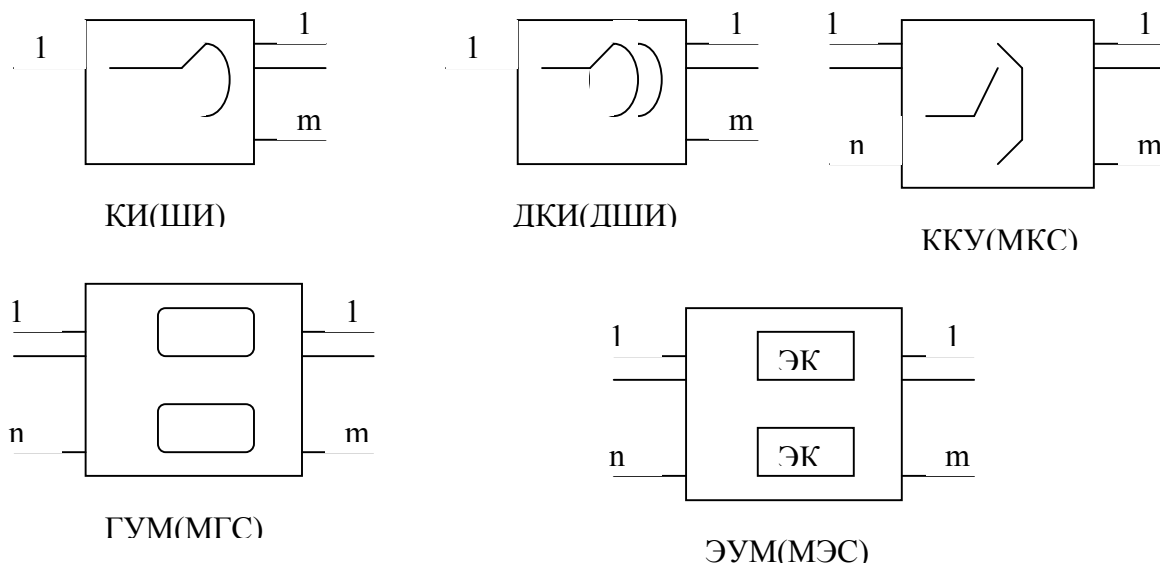 1 1 m
КИ(ШИ)
1 1 m
ДКИ(ДШИ)
1 1 n m
ККУ(МКС)
1 1 n m
ГУМ(МГС)
1 1 ЭК
n m ЭК
ЭУМ(МЭС)